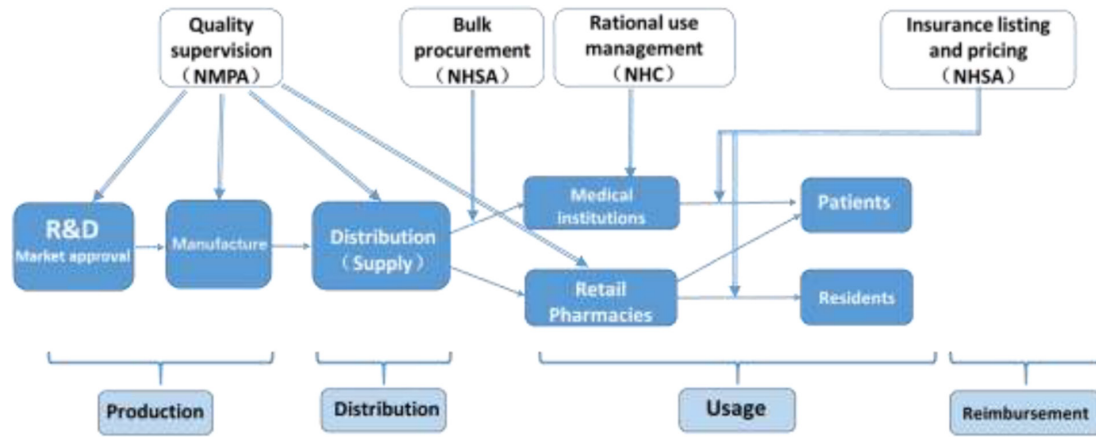 Quality
supervision
（NMPA）
Bulk
procurement
（NHSA）
Rational use
management
（NHC）
Insurance listing
and pricing
（NHSA）
R&D
Market approval
Manufacture
Distribution
（Supply）
Medical
institutions
Retail
Pharmacies
Patients
Residents
Production
Distribution
Usage
Reimbursement